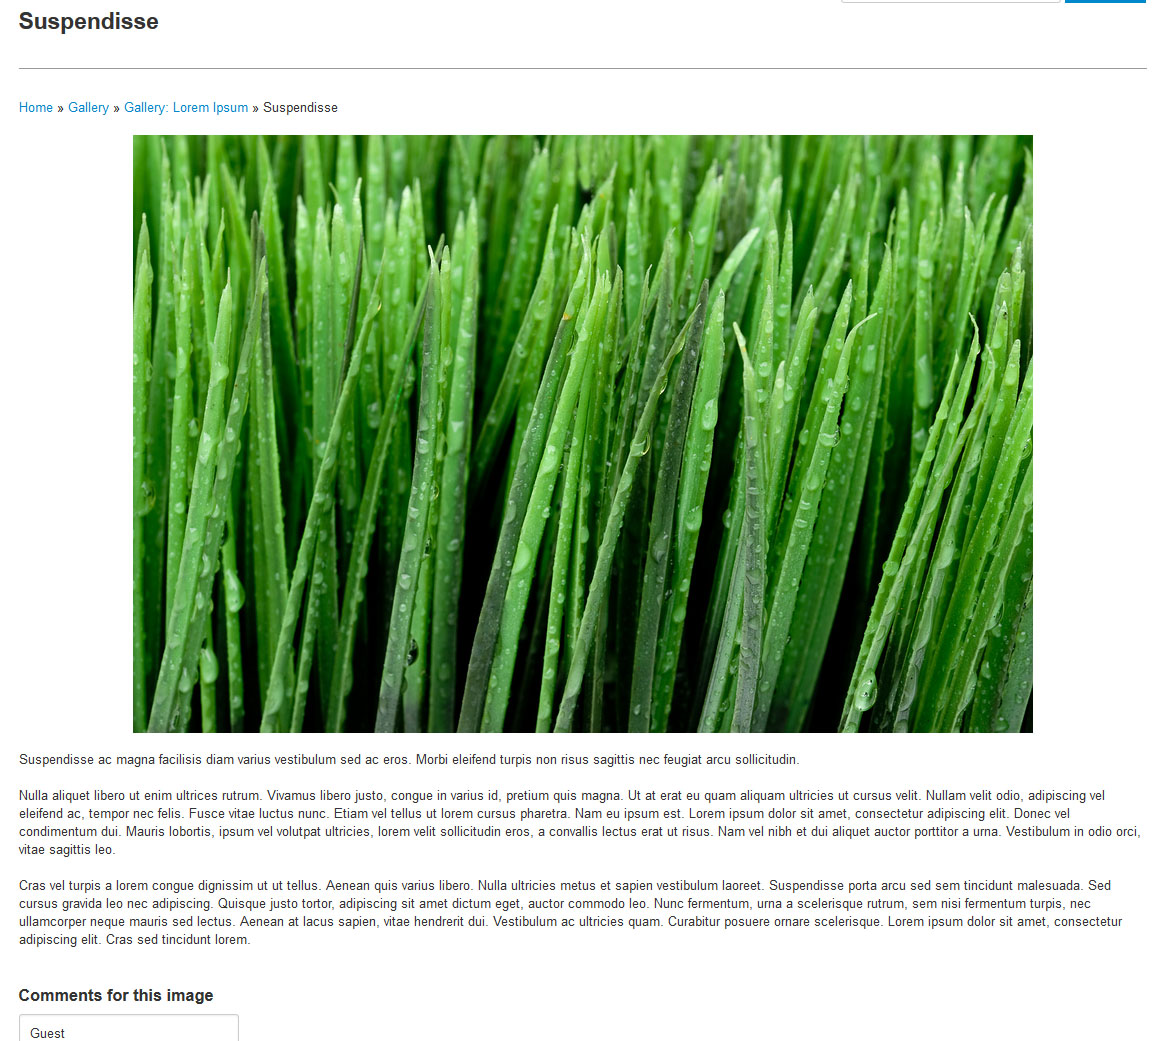 Suspendisse
Home » Gallery » Gallery: Lorem Ipsum » Suspendisse
Suspendisse ac magna facilisis diam varius vestibulum sed ac eros. Morbi eleifend turpis non risus sagittis nec feugiat arcu sollicitudin.
Nulla aliquet libero ut enim ultrices rutrum. Vivamus libero justo, congue in varius id, pretium quis magna. Ut at erat eu quam aliquam ultricies ut cursus velit. Nullam velit odio, adipiscing vel
eleifend ac, tempor nec felis. Fusce vitae luctus nunc. Etiam vel tellus ut lorem cursus pharetra. Nam eu ipsum est. Lorem ipsum dolor sit amet, consectetur adipiscing elit. Donec vel
condimentum dui. Mauris lobortis, ipsum vel volutpat ultricies, lorem velit sollicitudin eros, a convallis lectus erat ut risus. Nam vel nibh et dui aliquet auctor porttitor a urna. Vestibulum in odio orci,
vitae sagittis leo.
Cras vel turpis a lorem congue dignissim ut ut tellus. Aenean quis varius libero. Nulla ultricies metus et sapien vestibulum laoreet. Suspendisse porta arcu sed sem tincidunt malesuada. Sed
cursus gravida leo nec adipiscing. Quisque justo tortor, adipiscing sit amet dictum eget, auctor commodo leo. Nunc fermentum, urna a scelerisque rutrum, sem nisi fermentum turpis, nec
ullamcorper neque mauris sed lectus. Aenean at lacus sapien, vitae hendrerit dui. Vestibulum ac ultricies quam. Curabitur posuere ornare scelerisque. Lorem ipsum dolor sit amet, consectetur
adipiscing elit. Cras sed tincidunt lorem.
Comments for this image
Guest